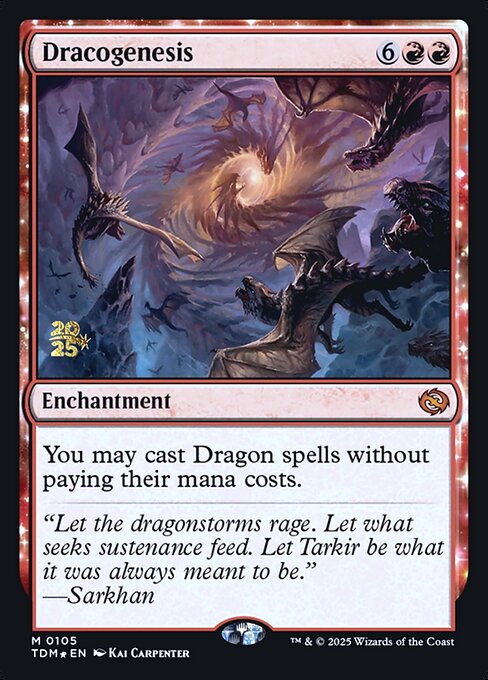 Dracogenesis 6
20
25
Enchantment
You may cast Dragon spells without
paying their mana costs.
“Let the dragonstorms rage. Let what
seeks sustenance feed. Let Tarkir be what
it was always meant to be.”
—Sarkhan
M 0105
TDM★EN Kai Carpenter
™ & © 2025 Wizards of the Coast